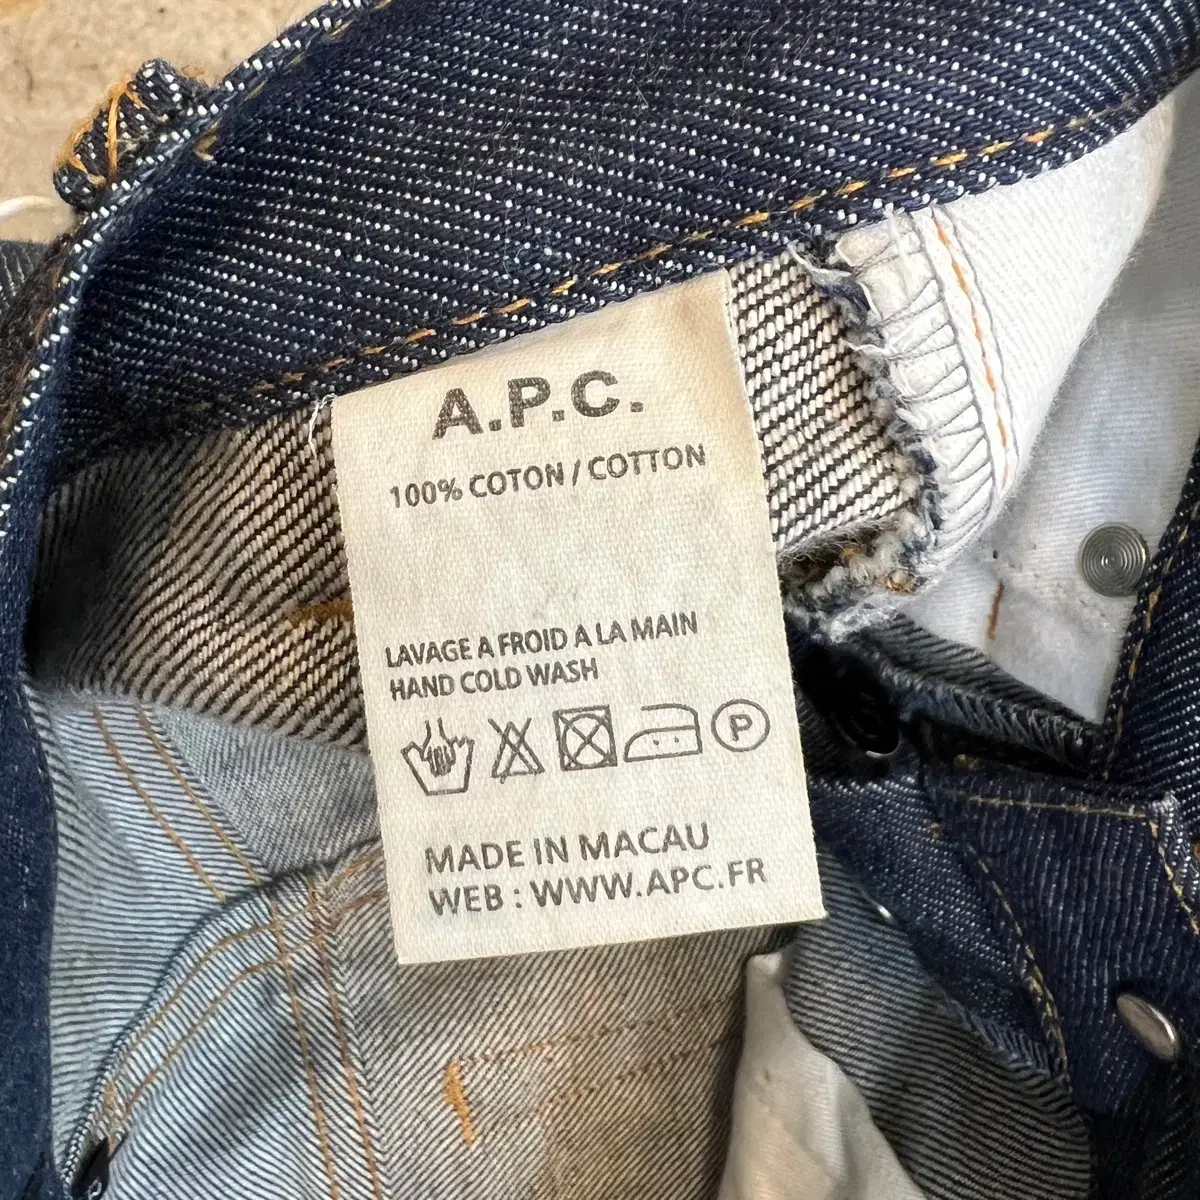 A.P.C.
100% COTON / COTTON
LAVAGE A FROID A LA MAIN
HAND COLD WASH
P
MADE IN MACAU
WEB : WWW.APC.FR